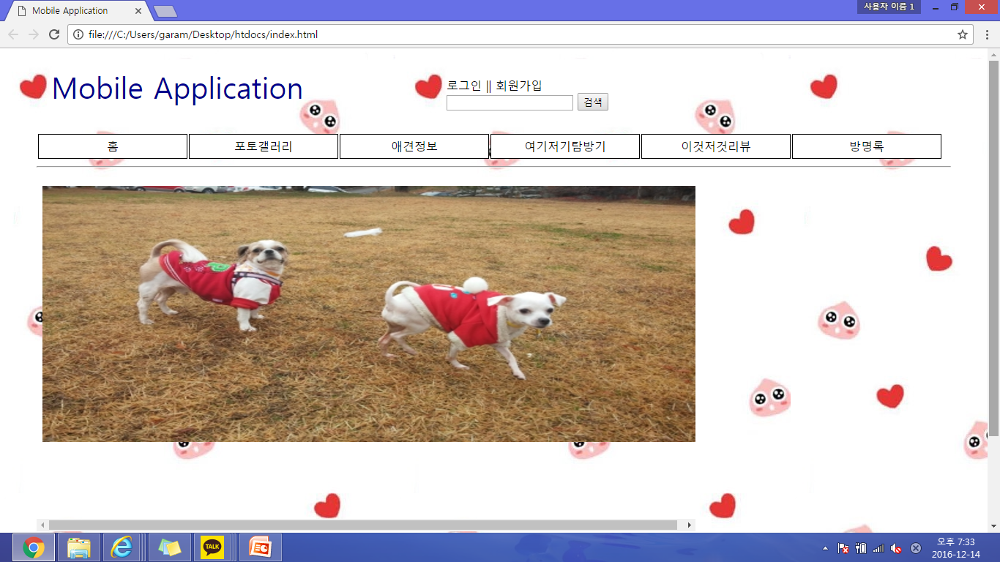 Mobile Application
사용자 이름 1
file:///C:/Users/garam/Desktop/htdocs/index.html
Mobile Application
로그인 || 회원가입
검색
홈 포토갤러리 애견정보 여기저기탐방기 이것저것리뷰 방명록
TALK
오후 7:33
2016-12-14